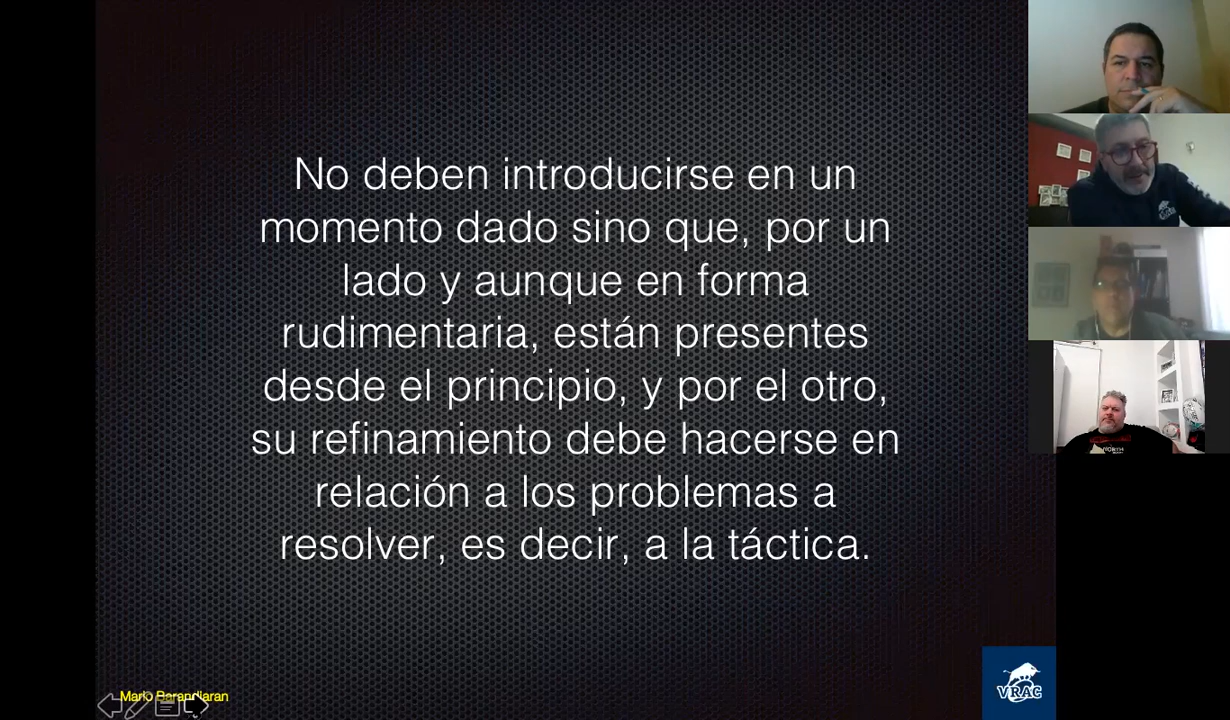 No deben introducirse en un
momento dado sino que, por un
lado y aunque en forma
rudimentaria, están presentes
desde el principio, y por el otro,
su refinamiento debe hacerse en
relación a los problemas a
resolver, es decir, a la táctica.
Mario Barandiaran
VRAC